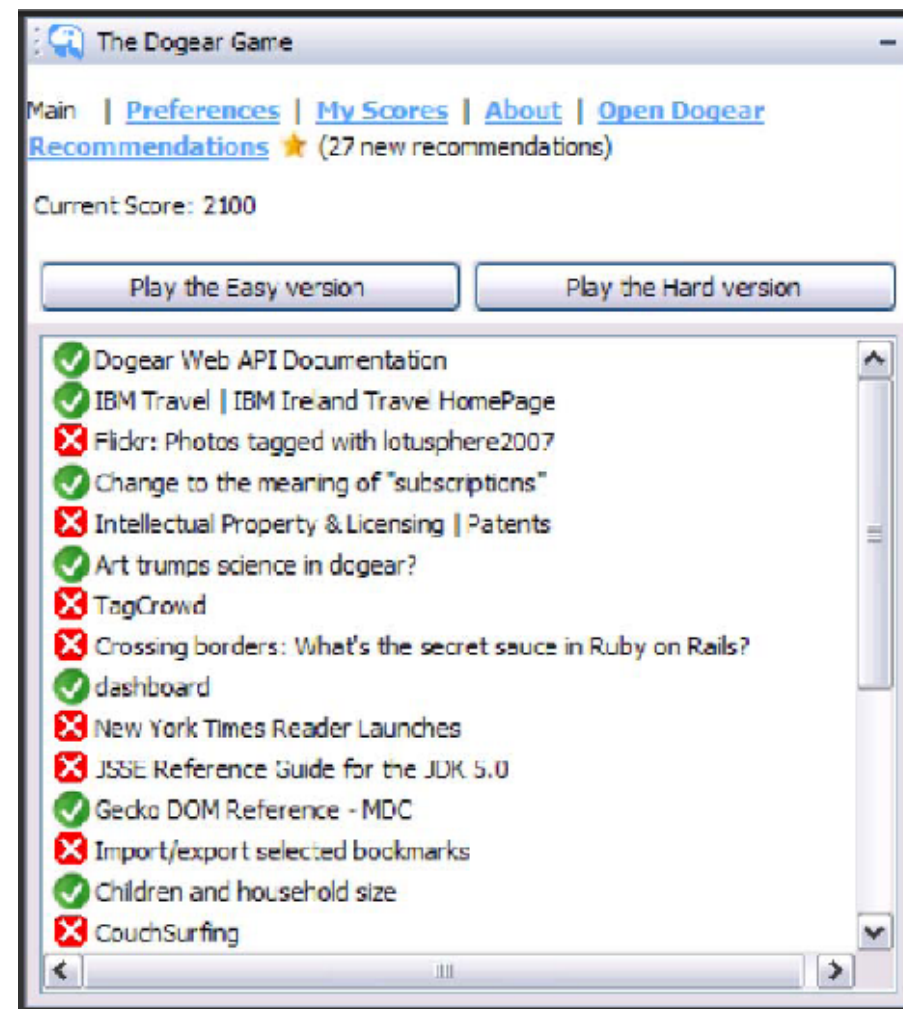 The Dogear Game
Main | Preferences | My Scores | About | Open Dogear
Recommendations (27 new recommendations)
Current Score: 2100
Play the Easy version Play the Hard version
Dogear Web API Documentation
IBM Travel | IBM Ireland Travel HomePage
Flickr: Photos tagged with lotusphere2007
Change to the meaning of "subscriptions"
Intellectual Property & Licensing | Patents
Art trumps science in dogear?
TagCrowd
Crossing borders: What's the secret sauce in Ruby on Rails?
dashboard
New York Times Reader Launches
JSSE Reference Guide for the JDK 5.0
Gecko DOM Reference - MDC
Import/export selected bookmarks
Children and household size
CouchSurfing